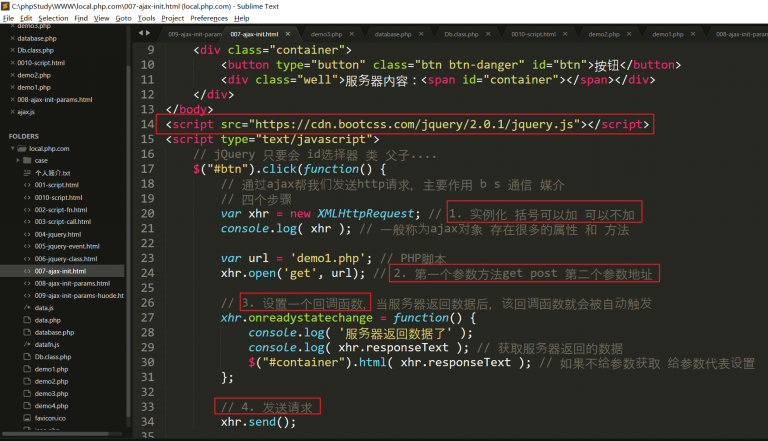 C:\phpStudy\WWW\local.php.com\007-ajax-init.html (local.php.com) - Sublime Text
File Edit Selection Find View Goto Tools Project Preferences Help
demo3.php
database.php
Db.class.php
0010-script.html
demo2.php
demo1.php
008-ajax-init-params.html
ajax.js
FOLDERS
local.php.com
case
个人简介.txt
001-script.html
0010-script.html
002-script-fn.html
003-script-call.html
004-jquery.html
005-jquery-event.html
006-jquery-class.html
007-ajax-init.html
008-ajax-init-params.html
009-ajax-init-params-huode.ht
data.js
data.php
database.php
datafn.js
Db.class.php
demo1.php
demo2.php
demo3.php
demo4.php
favicon.ico
009-ajax-init-param
007-ajax-init.html
demo3.php
database.php
Db.class.php
0010-script.html
demo2.php
demo1.php
008-ajax-init-
9 <div class="container">
10 <button type="button" class="btn btn-danger" id="btn">按钮</button>
11 <div class="well">服务器内容：<span id="container"></span></div>
12 </div>
13 </body>
14 <script src="https://cdn.bootcss.com/jquery/2.0.1/jquery.js"></script>
15 <script type="text/javascript">
16 // jQuery 只要会 id选择器 类 父子....
17 $("#btn").click(function() {
18 // 通过ajax帮我们发送http请求，主要作用 b s 通信 媒介
19 // 四个步骤
20 var xhr = new XMLHttpRequest; // 1. 实例化 括号可以加 可以不加
21 console.log( xhr ); // 一般称为ajax对象 存在很多的属性 和 方法
22
23 var url = 'demo1.php'; // PHP脚本
24 xhr.open('get', url); // 2. 第一个参数方法get post 第二个参数地址
25
26 // 3. 设置一个回调函数，当服务器返回数据后，该回调函数就会被自动触发
27 xhr.onreadystatechange = function() {
28 console.log( '服务器返回数据了' );
29 console.log( xhr.responseText ); // 获取服务器返回的数据
30 $("#container").html( xhr.responseText ); // 如果不给参数获取 给参数代表设置
31 };
32
33 // 4. 发送请求
34 xhr.send();